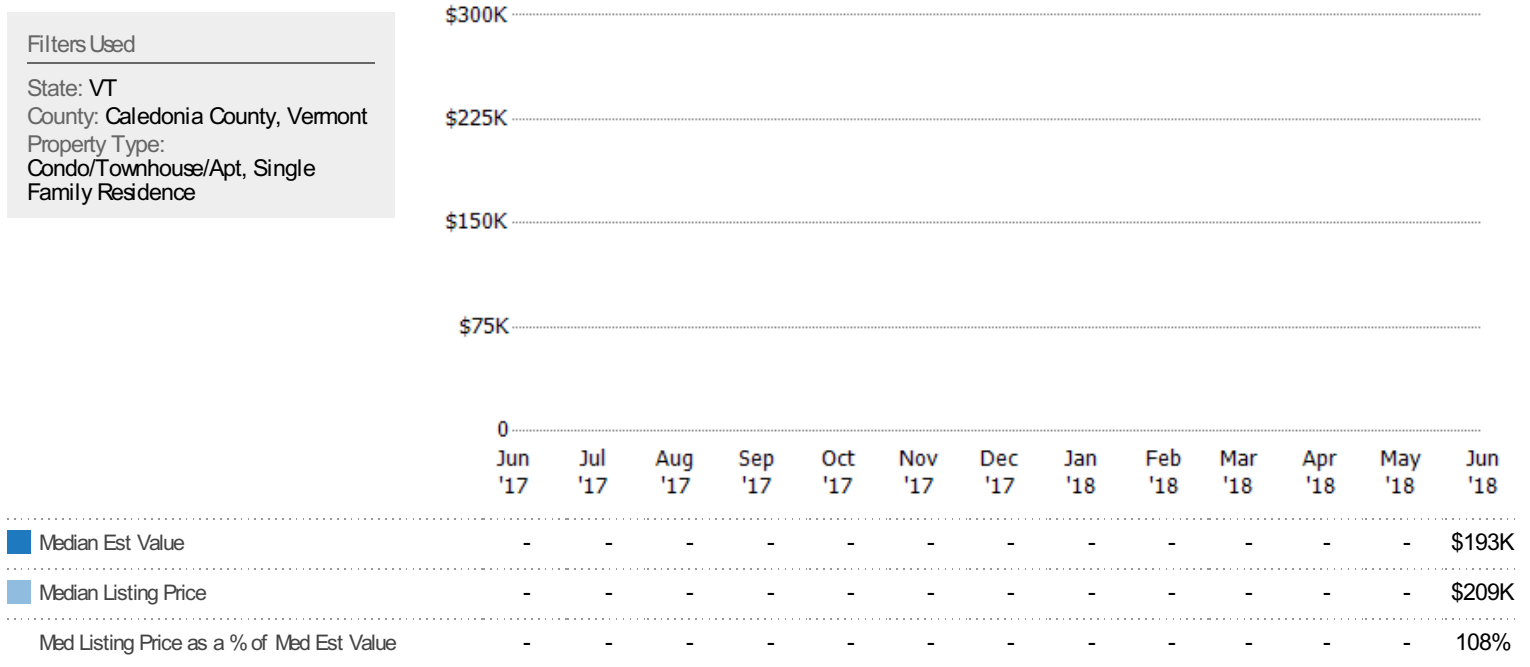 Filters Used
State: VT
County: Caledonia County, Vermont
Property Type:
Condo/Townhouse/Apt, Single
Family Residence
$300K
$225K
$150K
$75K
0
Jun Jul Aug Sep Oct Nov Dec Jan Feb Mar Apr May Jun
'17 '17 '17 '17 '17 '17 '17 '18 '18 '18 '18 '18 '18
Median Est Value - - - - - - - - - - - - $193K
Median Listing Price - - - - - - - - - - - - $209K
Med Listing Price as a % of Med Est Value - - - - - - - - - - - - 108%